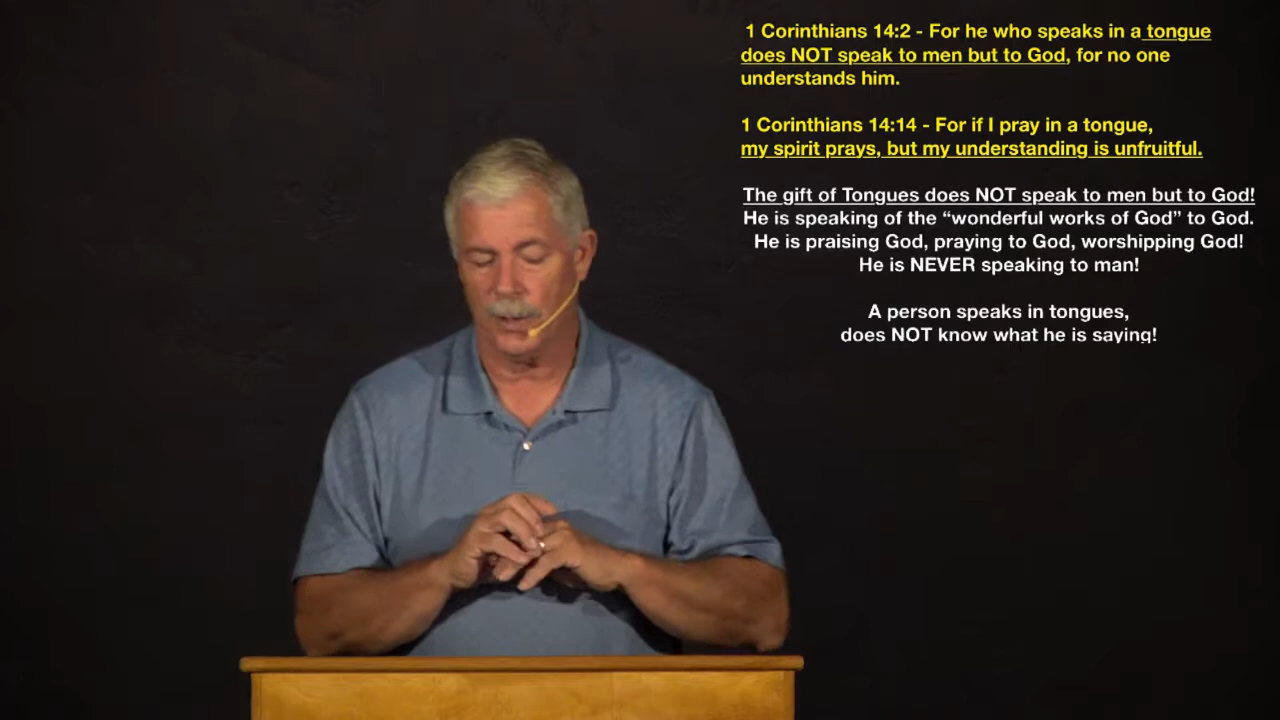 1 Corinthians 14:2 - For he who speaks in a tongue
does NOT speak to men but to God, for no one
understands him.
1 Corinthians 14:14 - For if I pray in a tongue,
my spirit prays, but my understanding is unfruitful.
The gift of Tongues does NOT speak to men but to God!
He is speaking of the “wonderful works of God” to God.
He is praising God, praying to God, worshipping God!
He is NEVER speaking to man!
A person speaks in tongues,
does NOT know what he is saying!